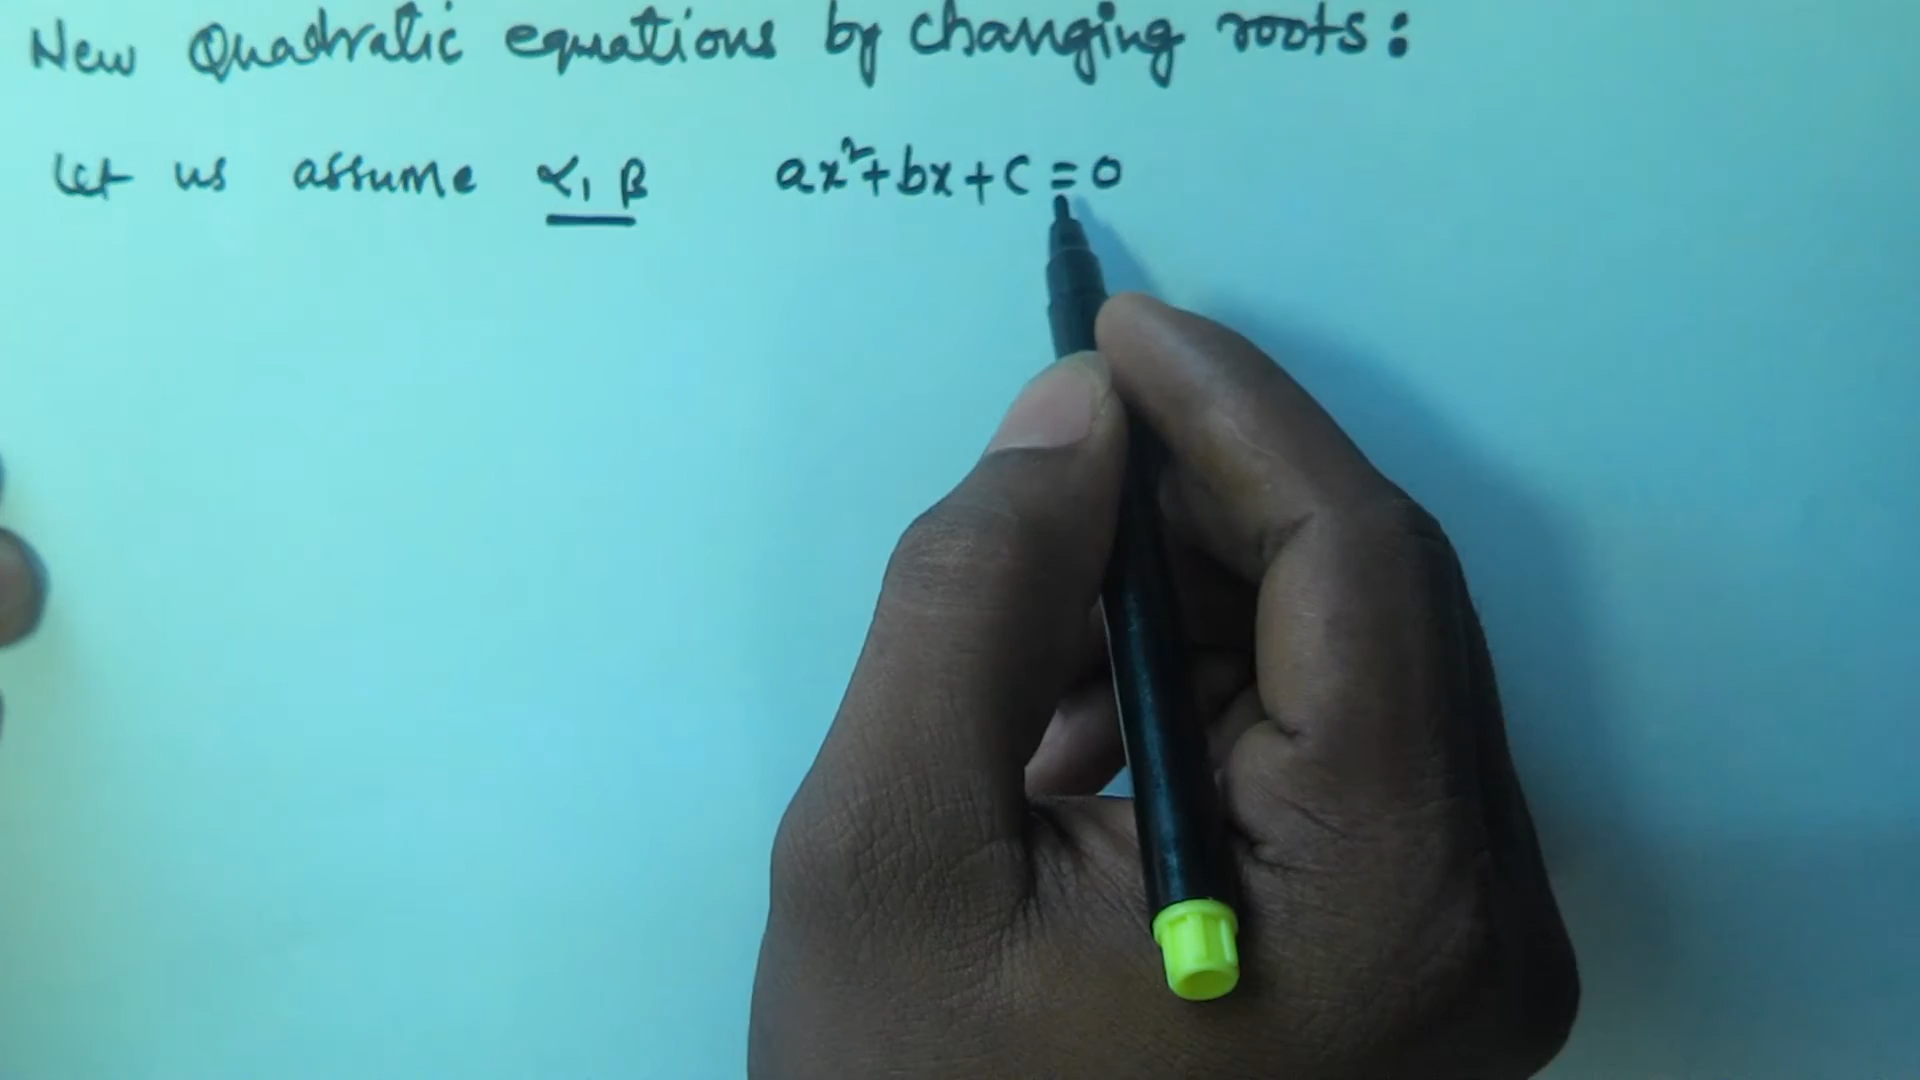 New Quadratic equations by changing roots:
Let us assume α, β ax²+bx+c=0